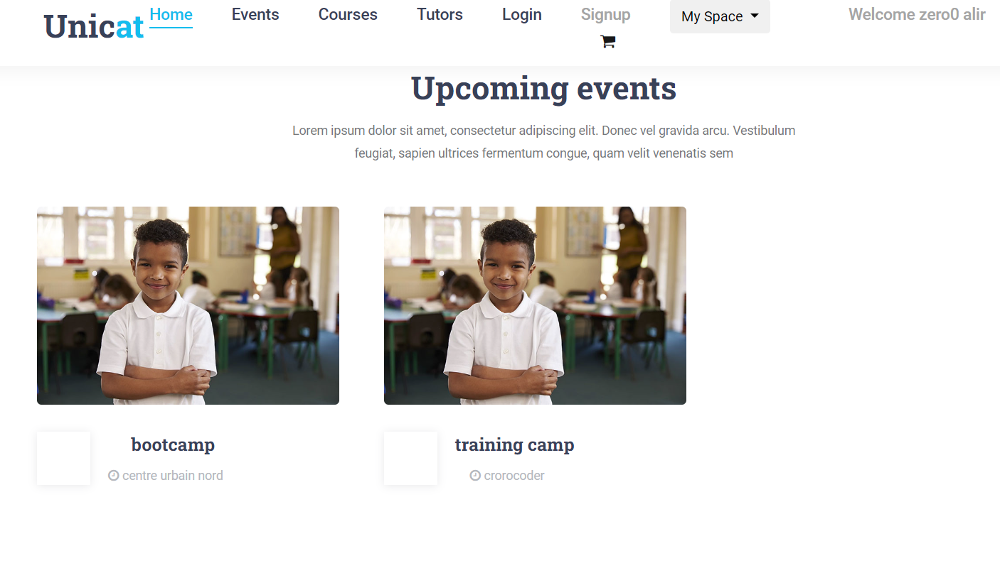 Unicat Home Events Courses Tutors Login Signup My Space Welcome zero0 alir
Upcoming events
Lorem ipsum dolor sit amet, consectetur adipiscing elit. Donec vel gravida arcu. Vestibulum
feugiat, sapien ultrices fermentum congue, quam velit venenatis sem
bootcamp
centre urbain nord
training camp
crorocoder